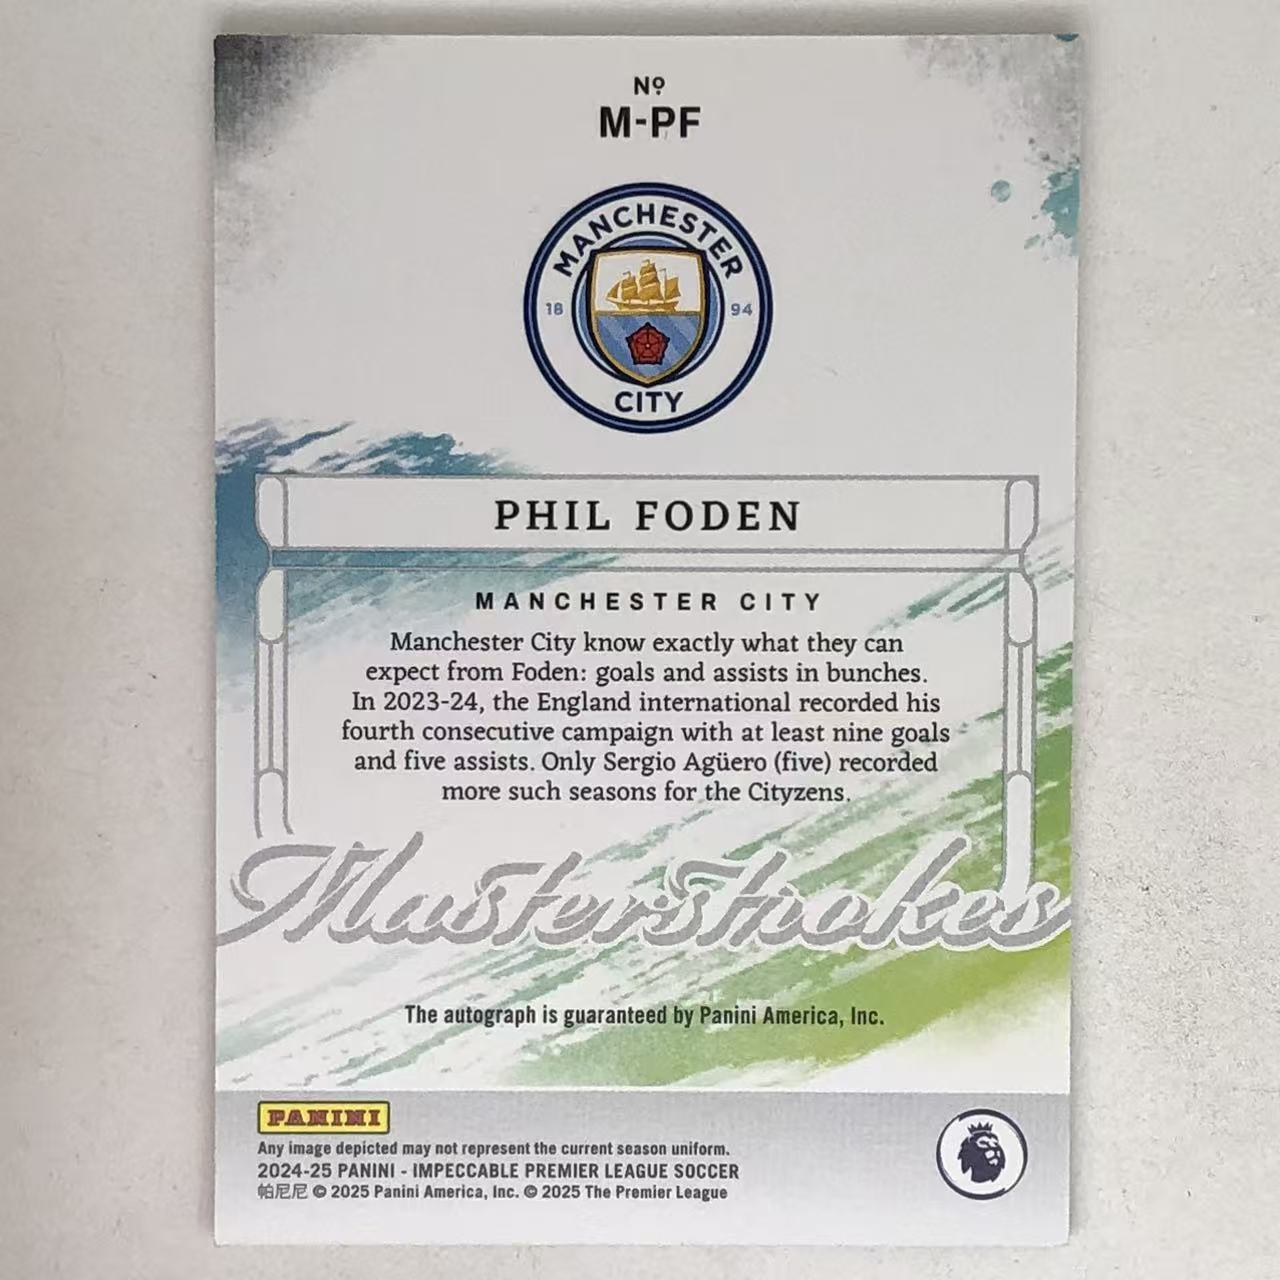 Nº
M-PF
MANCHESTER
18 94
CITY
PHIL FODEN
MANCHESTER CITY
Manchester City know exactly what they can
expect from Foden: goals and assists in bunches.
In 2023-24, the England international recorded his
fourth consecutive campaign with at least nine goals
and five assists. Only Sergio Agüero (five) recorded
more such seasons for the Cityzens.
Masterstrokes
The autograph is guaranteed by Panini America, Inc.
PANINI
Any image depicted may not represent the current season uniform.
2024-25 PANINI - IMPECCABLE PREMIER LEAGUE SOCCER
帕尼尼 © 2025 Panini America, Inc. © 2025 The Premier League